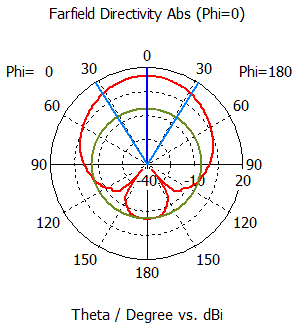 Farfield Directivity Abs (Phi=0)
0
Phi= 0 30 30 Phi=180
60 60
90 -40 -10 90 20
120 120
150 150
180
Theta / Degree vs. dBi